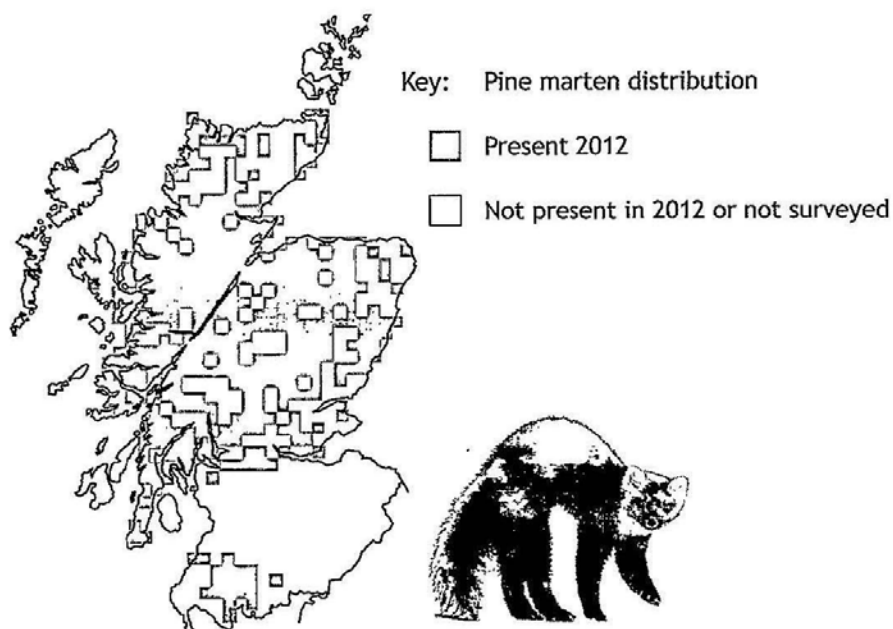 Key: Pine marten distribution
Present 2012
Not present in 2012 or not surveyed